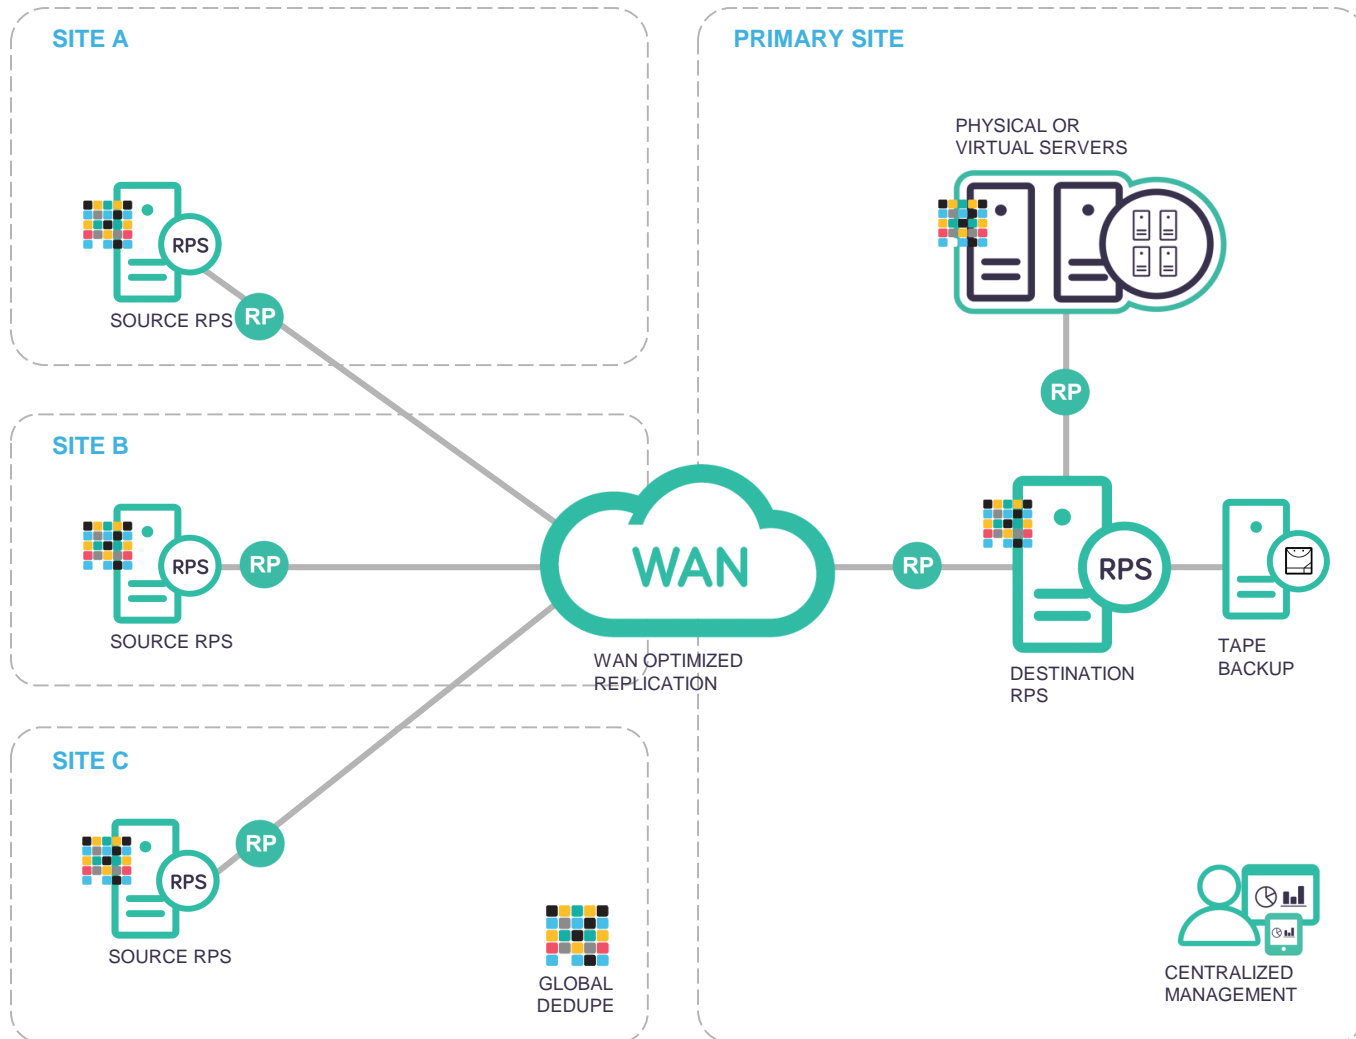 SITE A
RPS
SOURCE RPS
RP
SITE B
RPS
RP
SOURCE RPS
SITE C
RP
RPS
SOURCE RPS
GLOBAL
DEDUPE
WAN
WAN OPTIMIZED
REPLICATION
PRIMARY SITE
PHYSICAL OR
VIRTUAL SERVERS
RP
RP
RPS
DESTINATION
RPS
TAPE
BACKUP
CENTRALIZED
MANAGEMENT